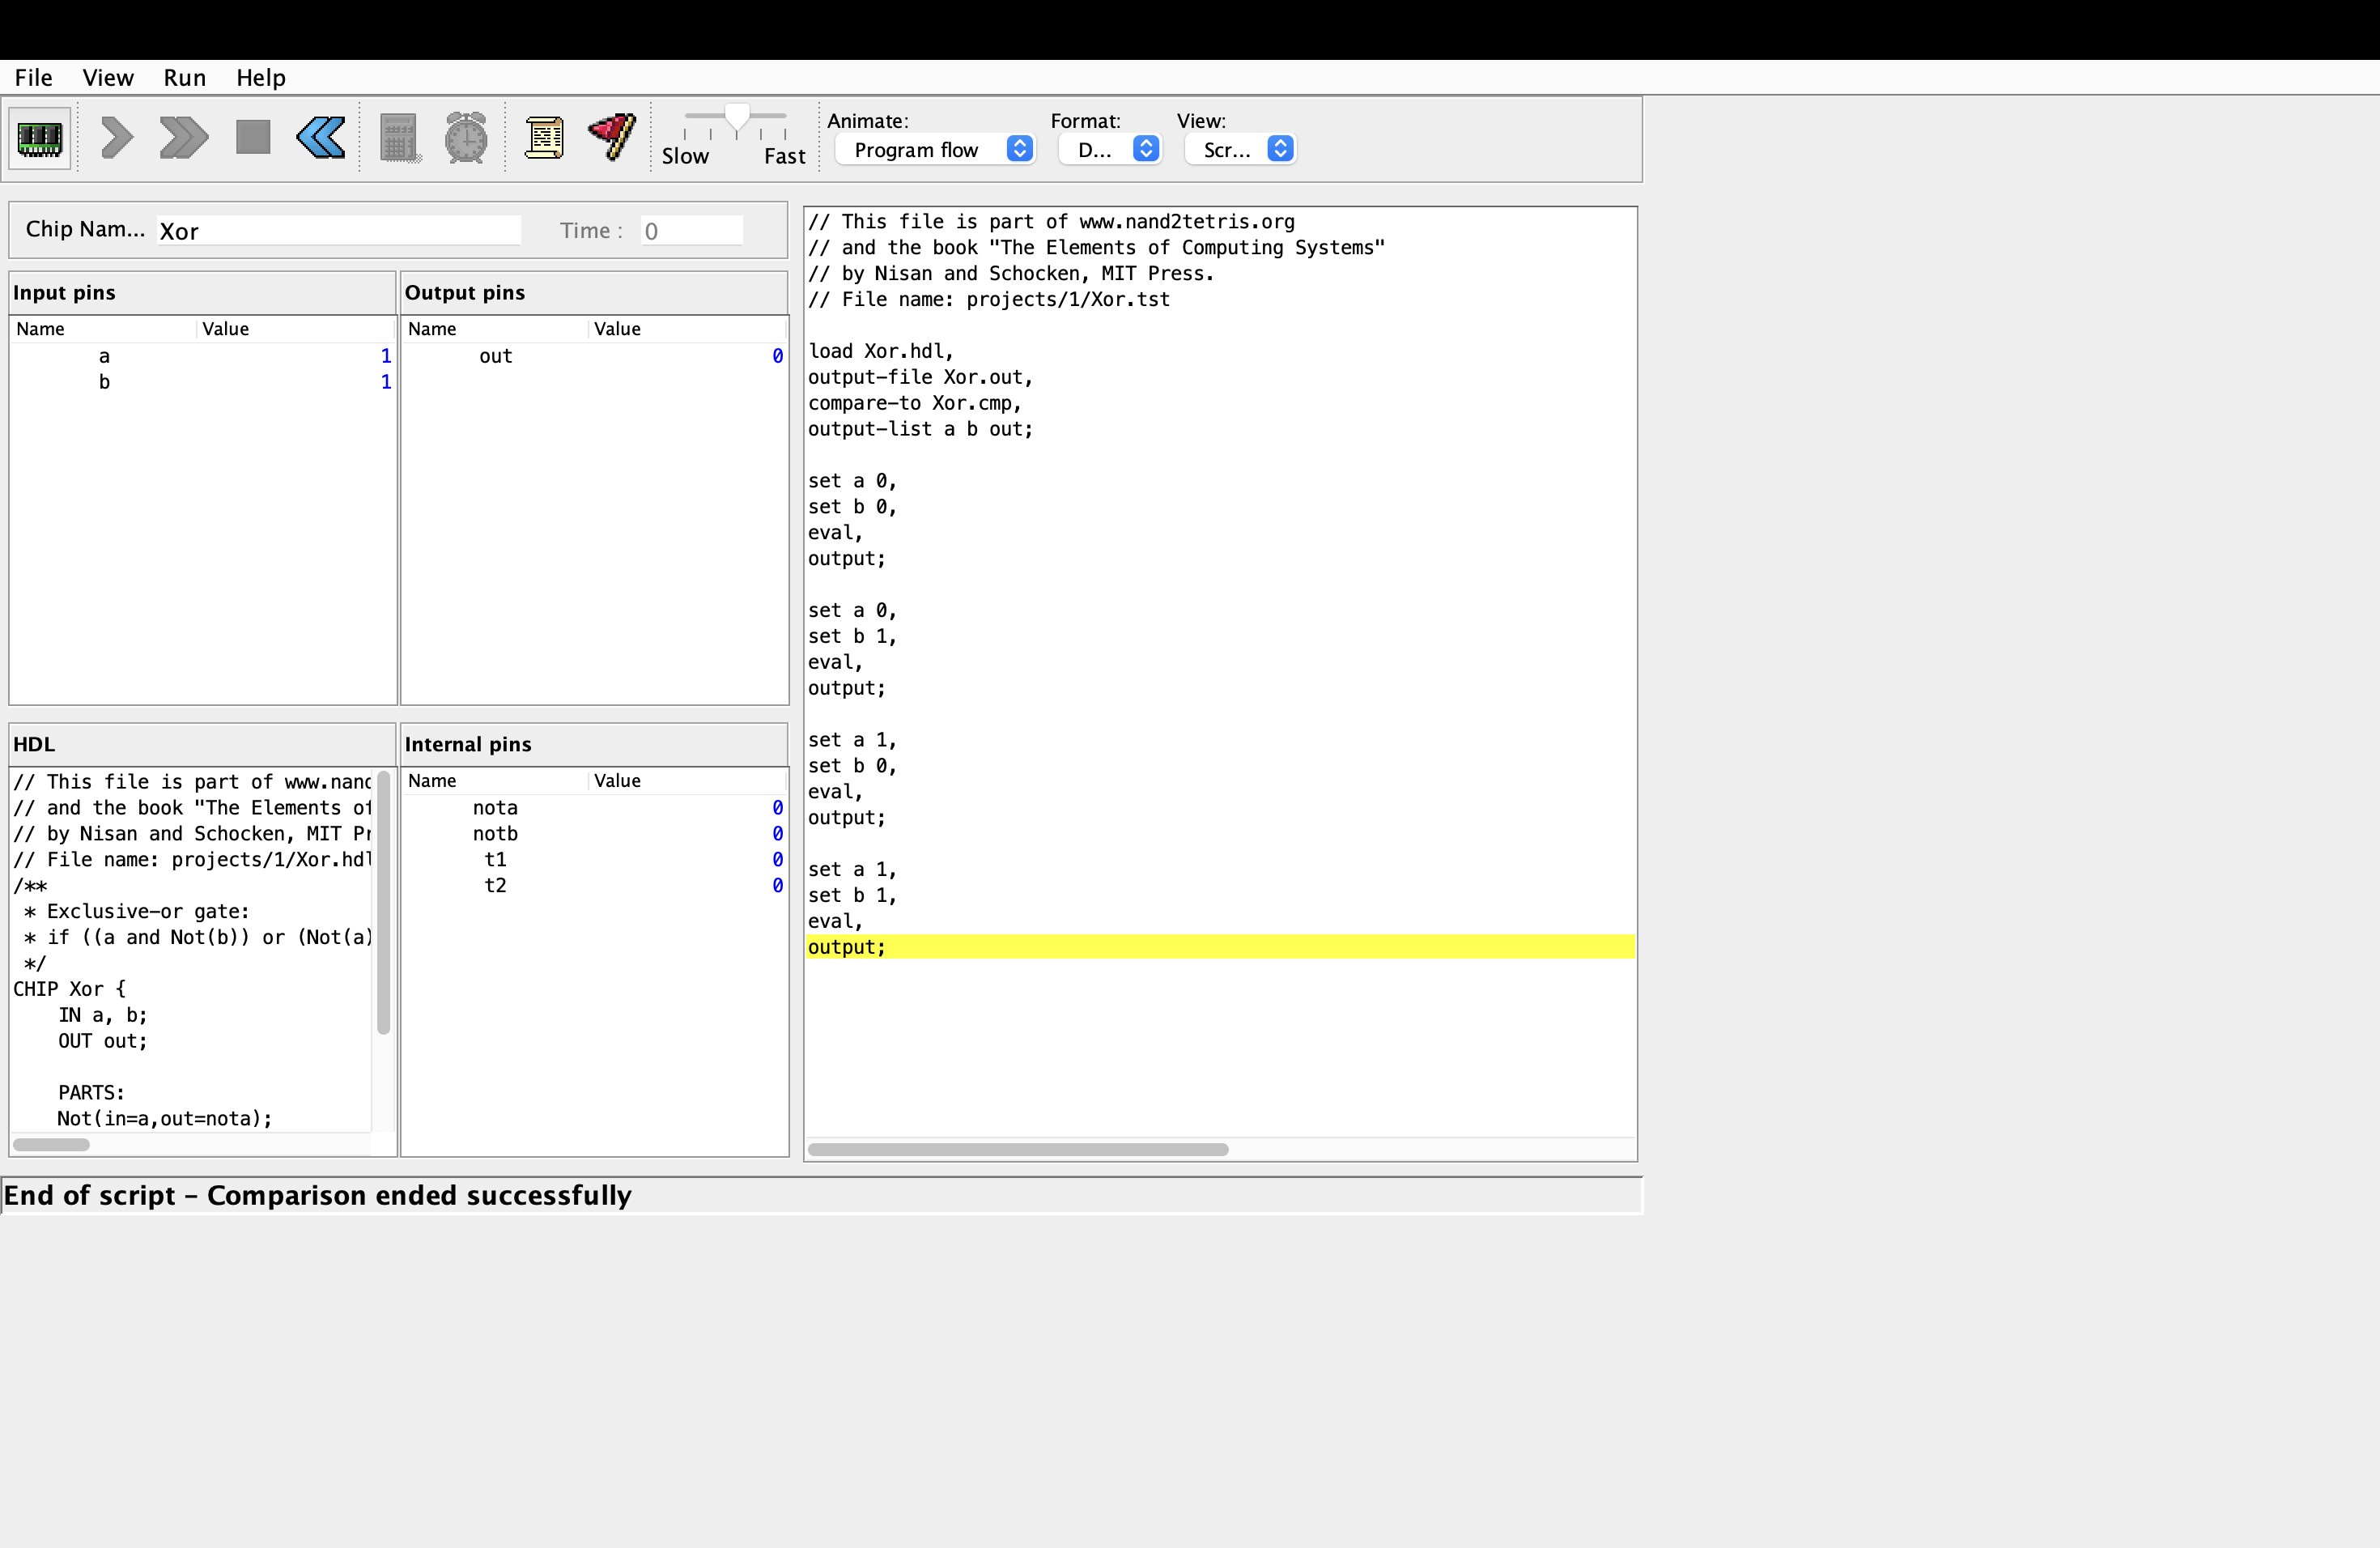 File View Run Help
Animate: Format: View:
Slow Fast Program flow D... Scr...
Chip Nam... Xor Time : 0
Input pins
Name Value
a 1
b 1
Output pins
Name Value
out 0
HDL
// This file is part of www.nand
// and the book "The Elements of
// by Nisan and Schocken, MIT Pr
// File name: projects/1/Xor.hdl
/**
* Exclusive-or gate:
* if ((a and Not(b)) or (Not(a)
*/
CHIP Xor {
IN a, b;
OUT out;
PARTS:
Not(in=a,out=nota);
Internal pins
Name Value
nota 0
notb 0
t1 0
t2 0
// This file is part of www.nand2tetris.org
// and the book "The Elements of Computing Systems"
// by Nisan and Schocken, MIT Press.
// File name: projects/1/Xor.tst
load Xor.hdl,
output-file Xor.out,
compare-to Xor.cmp,
output-list a b out;
set a 0,
set b 0,
eval,
output;
set a 0,
set b 1,
eval,
output;
set a 1,
set b 0,
eval,
output;
set a 1,
set b 1,
eval,
output;
End of script - Comparison ended successfully